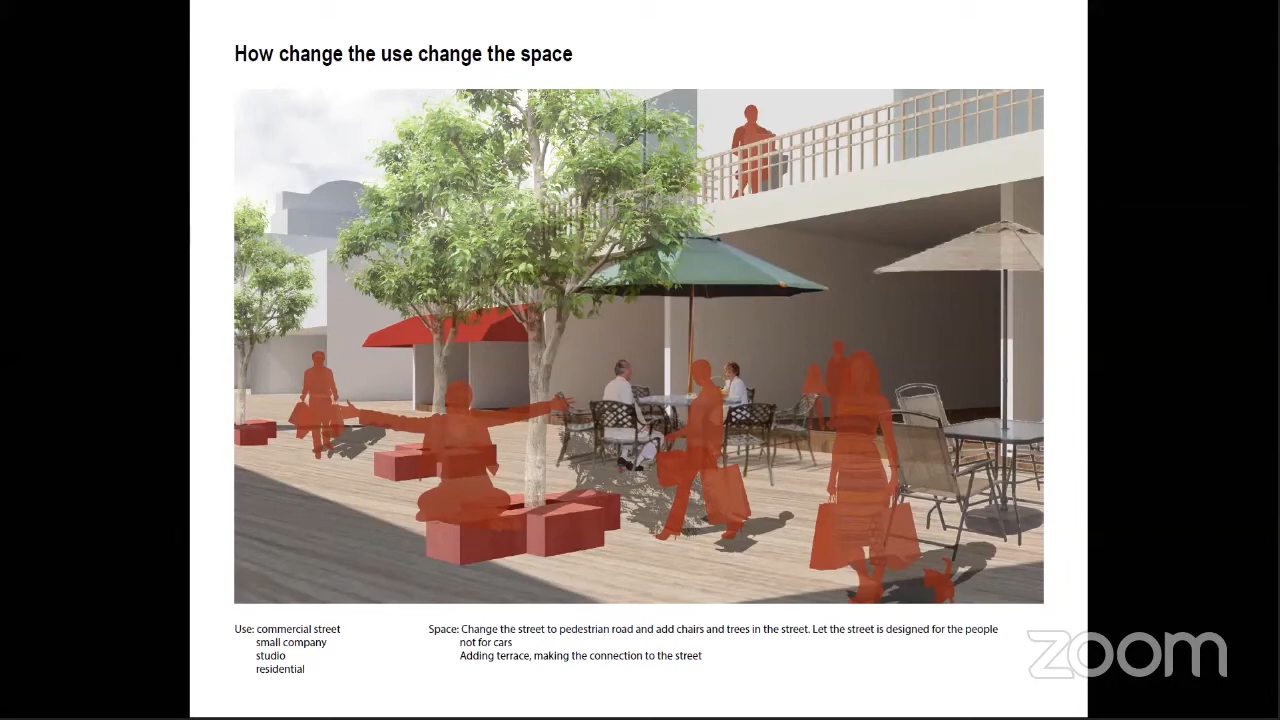 How change the use change the space
Use: commercial street
small company
studio
residential
Space: Change the street to pedestrian road and add chairs and trees in the street. Let the street is designed for the people
not for cars
Adding terrace, making the connection to the street
zoom